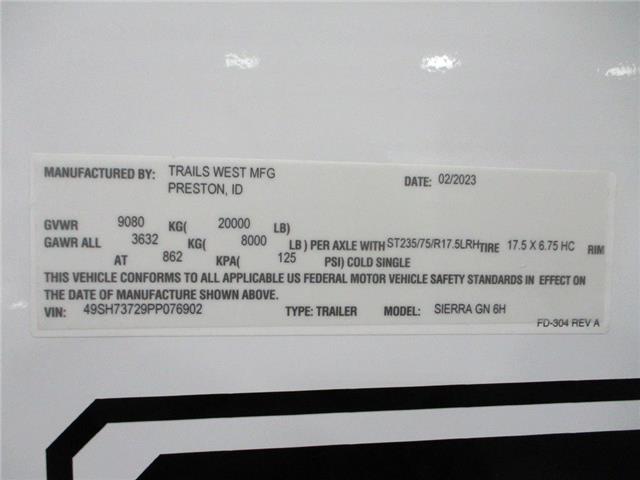 MANUFACTURED BY: TRAILS WEST MFG DATE: 02/2023
PRESTON, ID
GVWR 9080 KG( 20000 LB)
GAWR ALL 3632 KG( 8000 LB ) PER AXLE WITH ST235/75/R17.5LRH TIRE 17.5 X 6.75 HC RIM
AT 862 KPA( 125 PSI) COLD SINGLE
THIS VEHICLE CONFORMS TO ALL APPLICABLE US FEDERAL MOTOR VEHICLE SAFETY STANDARDS IN EFFECT ON
THE DATE OF MANUFACTURE SHOWN ABOVE.
VIN: 49SH73729PP076902 TYPE: TRAILER MODEL: SIERRA GN 6H
FD-304 REV A